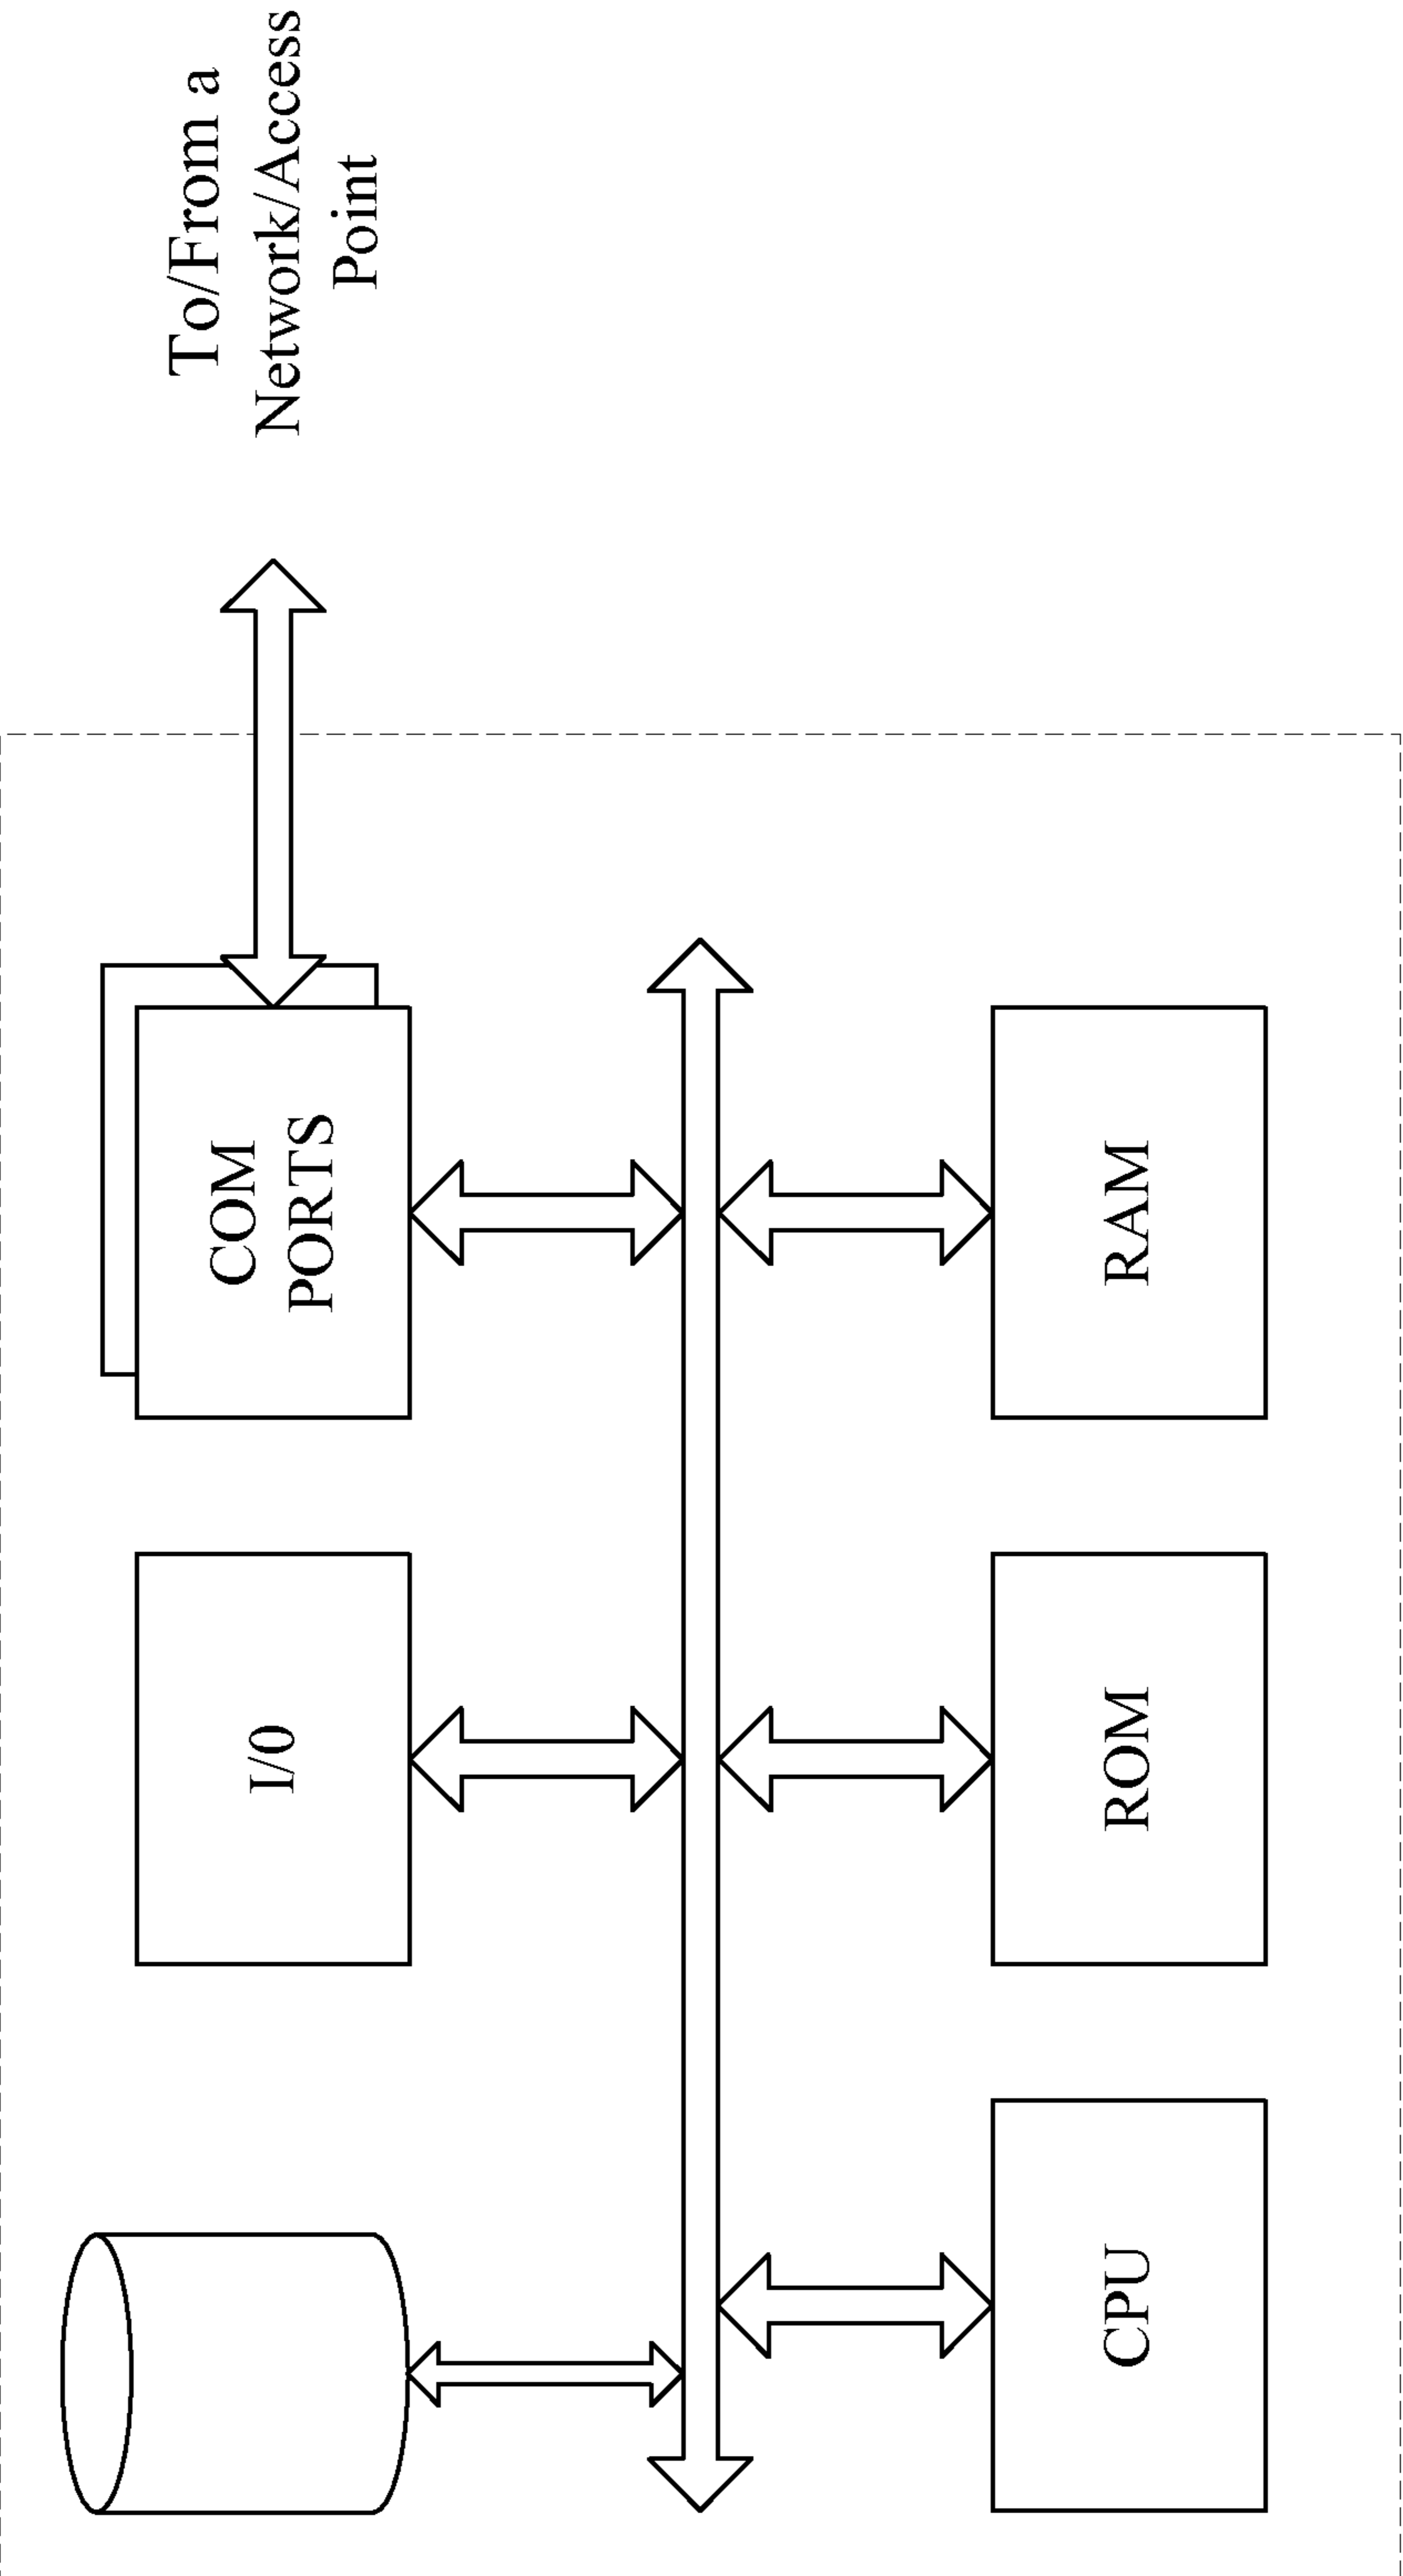 To/From a
Network/Access
Point
COM
PORTS
I/0
RAM
ROM
CPU